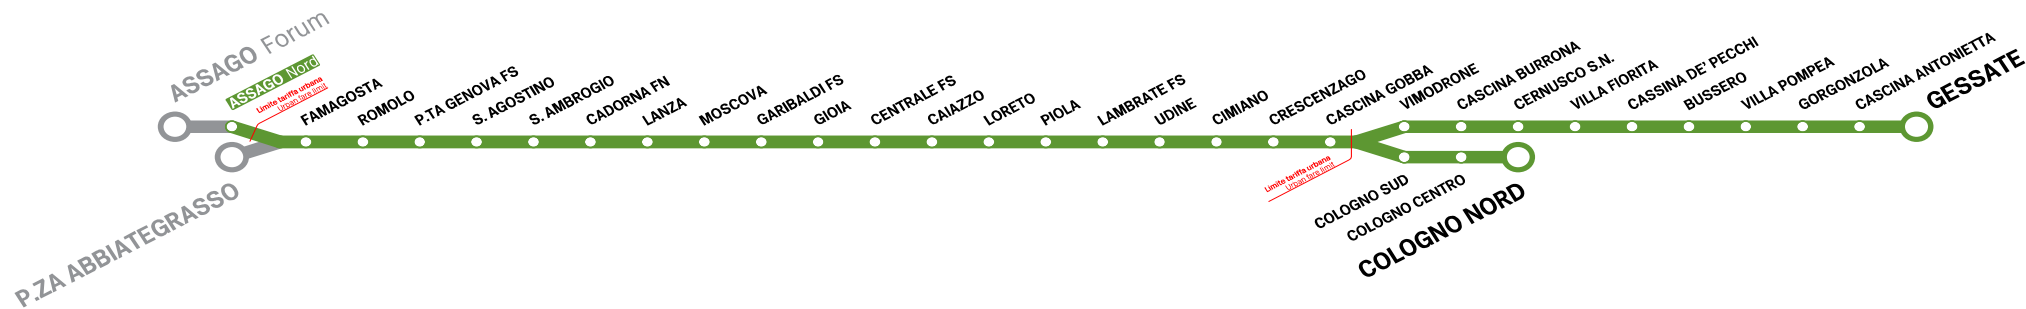 ASSAGO Forum
ASSAGO Nord
Limite tariffa urbana
Urban fare limit
P.ZA ABBIATEGRASSO
FAMAGOSTA
ROMOLO
P.TA GENOVA FS
S. AGOSTINO
S. AMBROGIO
CADORNA FN
LANZA
MOSCOVA
GARIBALDI FS
GIOIA
CENTRALE FS
CAIAZZO
LORETO
PIOLA
LAMBRATE FS
UDINE
CIMIANO
CRESCENZAGO
CASCINA GOBBA
Limite tariffa urbana
Urban fare limit
VIMODRONE
CASCINA BURRONA
CERNUSCO S.N.
VILLA FIORITA
CASSINA DE' PECCHI
BUSSERO
VILLA POMPEA
GORGONZOLA
CASCINA ANTONIETTA
GESSATE
COLOGNO SUD
COLOGNO CENTRO
COLOGNO NORD